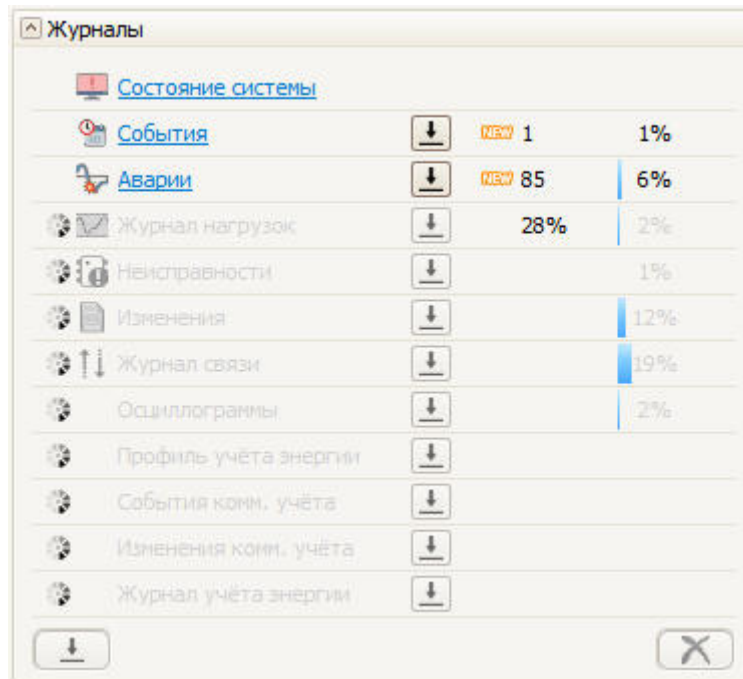 Журналы
Состояние системы
События NEW 1 1%
Аварии NEW 85 6%
Журнал нагрузок 28% 2%
Неисправности 1%
Изменения 12%
Журнал связи 19%
Осциллограммы 2%
Профиль учёта энергии
События комм. учёта
Изменения комм. учёта
Журнал учёта энергии